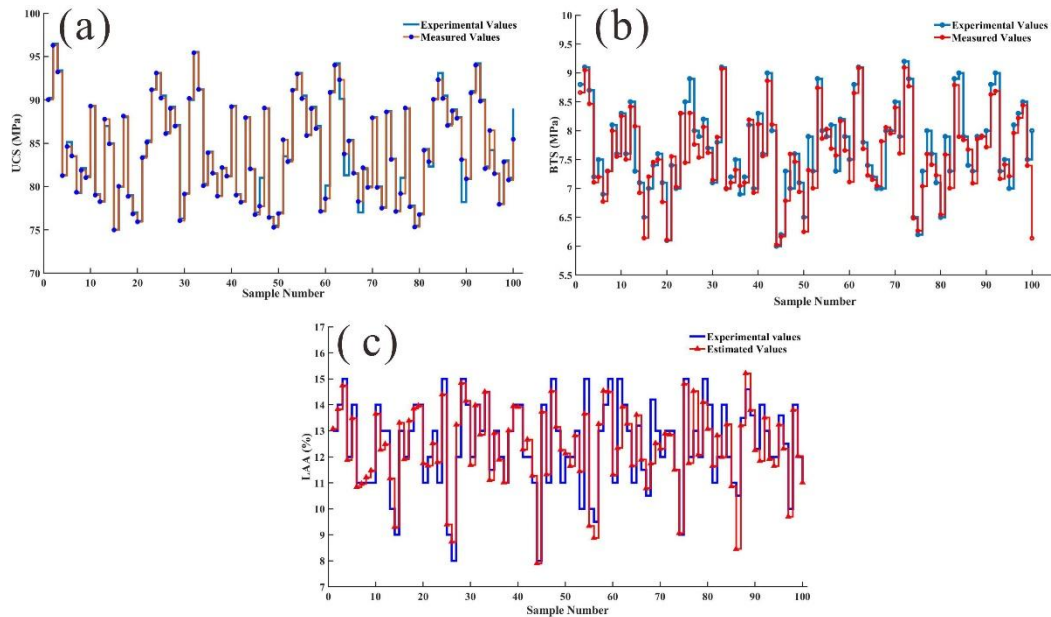 (a)
Experimental Values
Measured Values
UCS (MPa)
100
95
90
85
80
75
70
0 10 20 30 40 50 60 70 80 90 100
Sample Number
(b)
Experimental Values
Measured Values
BTS (MPa)
9.5
9
8.5
8
7.5
7
6.5
6
5.5
0 10 20 30 40 50 60 70 80 90 100
Sample Number
(c)
Experimental values
Estimated Values
LAA (%)
17
16
15
14
13
12
11
10
9
8
7
0 10 20 30 40 50 60 70 80 90 100
Sample Number